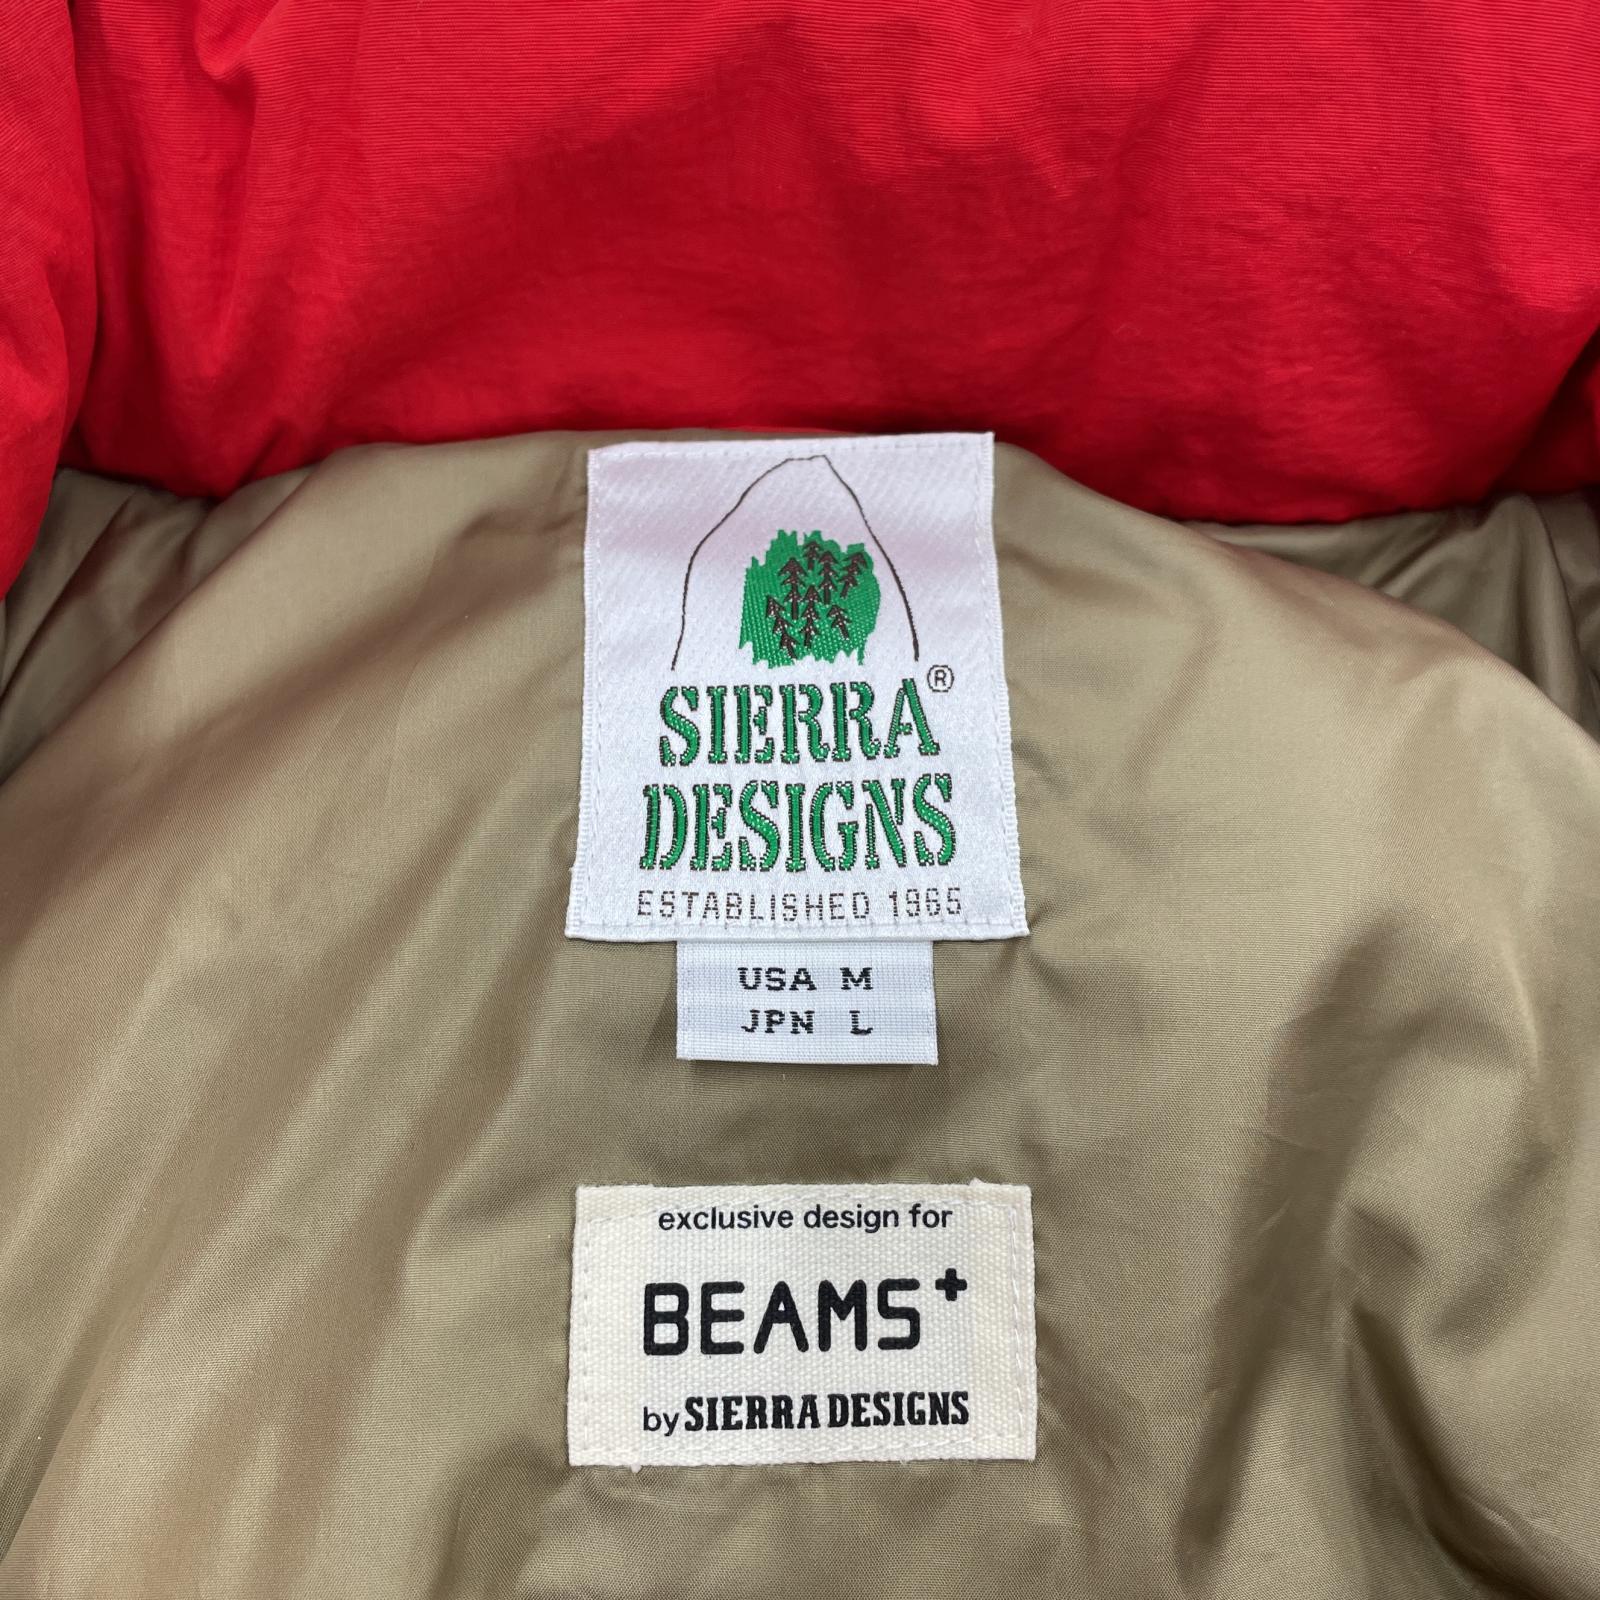 SIERRA®
DESIGNS
ESTABLISHED 1965
USA M
JPN L
exclusive design for
BEAMS+
by SIERRA DESIGNS